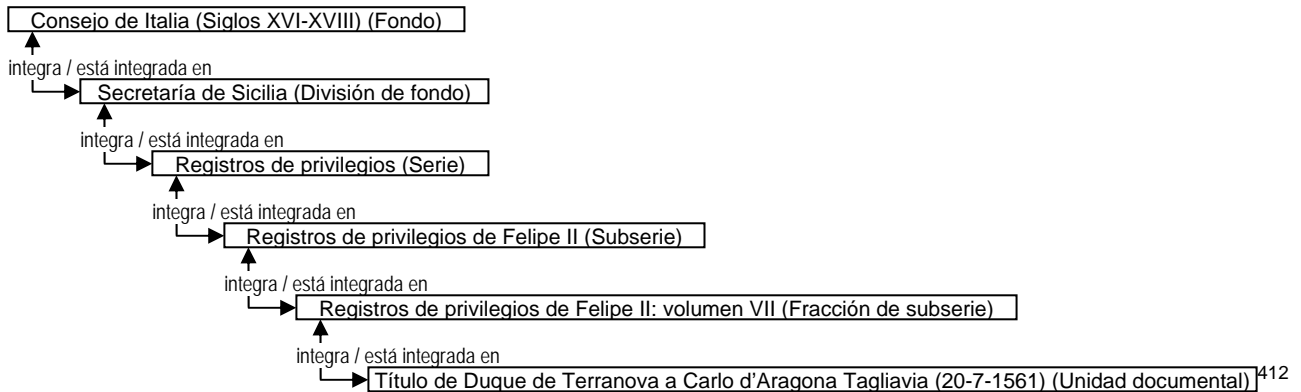 Consejo de Italia (Siglos XVI-XVIII) (Fondo)
integra / está integrada en
Secretaría de Sicilia (División de fondo)
integra / está integrada en
Registros de privilegios (Serie)
integra / está integrada en
Registros de privilegios de Felipe II (Subserie)
integra / está integrada en
Registros de privilegios de Felipe II: volumen VII (Fracción de subserie)
integra / está integrada en
Título de Duque de Terranova a Carlo d'Aragona Tagliavia (20-7-1561) (Unidad documental) 412